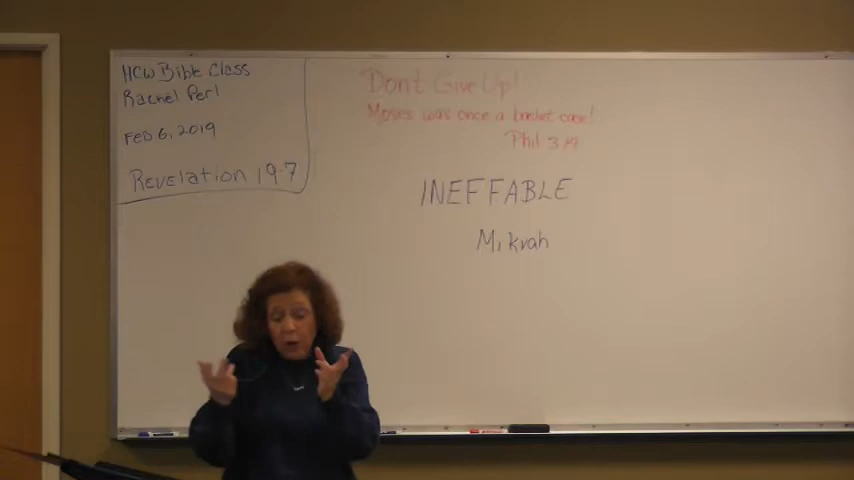 HCW Bible Class
Rachel Perl
Feb 6, 2019
Revelation 19:7
Don't Give Up!
Moses was once a basket case!
Phil 3:14
INEFFABLE
Mikvah